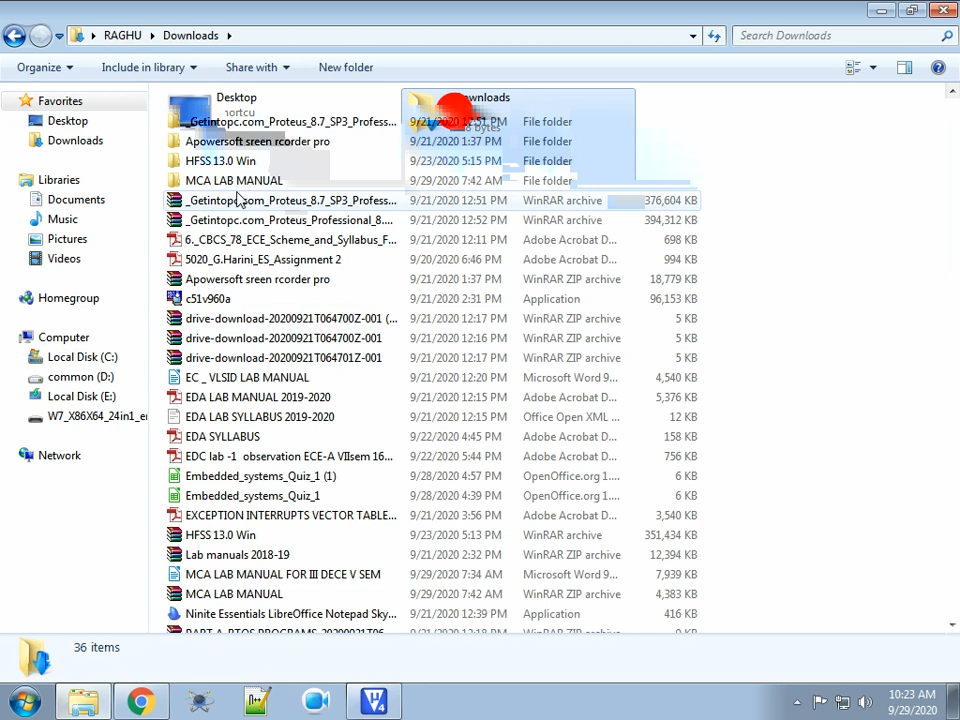 RAGHU Downloads
Search Downloads
Organize Include in library Share with New folder
Favorites
Desktop
Downloads
Libraries
Documents
Music
Pictures
Videos
Homegroup
Computer
Local Disk (C:)
common (D:)
Local Disk (E:)
W7_X86X64_24in1_er
Network
Desktop
_Getintopc.com_Proteus_8.7_SP3_Profess... 9/21/2020 12:51 PM File folder
Apowersoft sreen rcorder pro 9/21/2020 1:37 PM File folder
HFSS 13.0 Win 9/23/2020 5:15 PM File folder
MCA LAB MANUAL 9/29/2020 7:42 AM File folder
_Getintopc.com_Proteus_8.7_SP3_Profess... 9/21/2020 12:51 PM WinRAR archive 376,604 KB
_Getintopc.com_Proteus_Professional_8.... 9/21/2020 12:52 PM WinRAR archive 394,312 KB
6._CBCS_78_ECE_Scheme_and_Syllabus_F... 9/21/2020 12:11 PM Adobe Acrobat D... 698 KB
5020_G.Harini_ES_Assignment 2 9/20/2020 6:46 PM Adobe Acrobat D... 994 KB
Apowersoft sreen rcorder pro 9/21/2020 1:37 PM WinRAR ZIP archive 18,779 KB
c51v960a 9/21/2020 2:31 PM Application 96,153 KB
drive-download-20200921T064700Z-001 (... 9/21/2020 12:17 PM WinRAR ZIP archive 5 KB
drive-download-20200921T064700Z-001 9/21/2020 12:16 PM WinRAR ZIP archive 5 KB
drive-download-20200921T064701Z-001 9/21/2020 12:17 PM WinRAR ZIP archive 5 KB
EC _ VLSID LAB MANUAL 9/21/2020 12:20 PM Microsoft Word 9... 4,540 KB
EDA LAB MANUAL 2019-2020 9/21/2020 12:15 PM Adobe Acrobat D... 5,376 KB
EDA LAB SYLLABUS 2019-2020 9/21/2020 12:15 PM Office Open XML ... 12 KB
EDA SYLLABUS 9/22/2020 4:45 PM Adobe Acrobat D... 158 KB
EDC lab -1 observation ECE-A VIIsem 16... 9/22/2020 5:44 PM Adobe Acrobat D... 756 KB
Embedded_systems_Quiz_1 (1) 9/28/2020 4:57 PM OpenOffice.org 1... 6 KB
Embedded_systems_Quiz_1 9/28/2020 4:39 PM OpenOffice.org 1... 6 KB
EXCEPTION INTERRUPTS VECTOR TABLE... 9/21/2020 3:56 PM Adobe Acrobat D... 3,540 KB
HFSS 13.0 Win 9/23/2020 5:13 PM WinRAR archive 351,434 KB
Lab manuals 2018-19 9/21/2020 2:32 PM WinRAR ZIP archive 12,394 KB
MCA LAB MANUAL FOR III DECE V SEM 9/29/2020 7:34 AM Microsoft Word 9... 7,939 KB
MCA LAB MANUAL 9/29/2020 7:42 AM WinRAR ZIP archive 4,383 KB
Ninite Essentials LibreOffice Notepad Sky... 9/21/2020 12:39 PM Application 416 KB
36 items
10:23 AM
9/29/2020